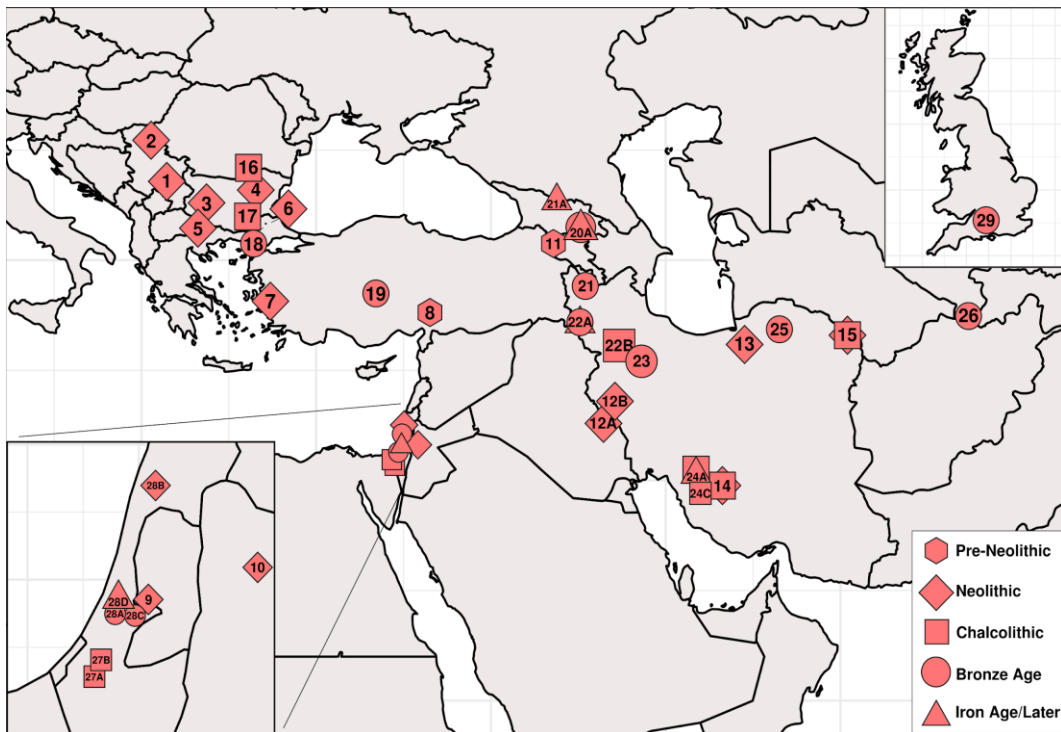 2
16
1
4
21A
3
17
6
29
5
18
20A
11
21
19
26
7
8
22A
25
15
22B
13
23
12B
12A
28B
24A
14
24C
Pre-Neolithic
10
Neolithic
28D
9
28A
28C
Chalcolithic
27B
27A
Bronze Age
Iron Age/Later